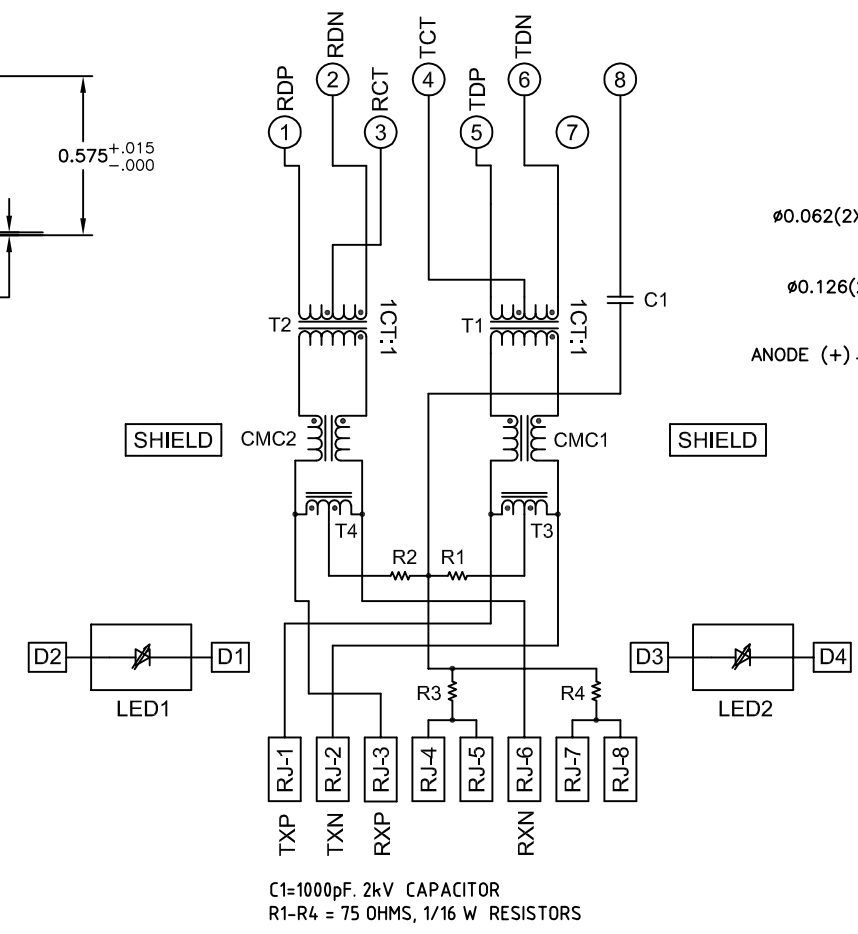 RDN
TCT
TDN
RDP
RCT
TDP
2
4
6
8
1
3
5
7
0.575 +.015 -.000
ø0.062(2X
ø0.126(
ANODE (+)
T2
1CT:1
T1
1CT:1
C1
SHIELD
CMC2
CMC1
SHIELD
T4
T3
R2
R1
D2
D1
LED1
D3
D4
LED2
R3
R4
RJ-1
RJ-2
RJ-3
RJ-4
RJ-5
RJ-6
RJ-7
RJ-8
TXP
TXN
RXP
RXN
C1=1000pF. 2kV CAPACITOR
R1-R4 = 75 OHMS, 1/16 W RESISTORS